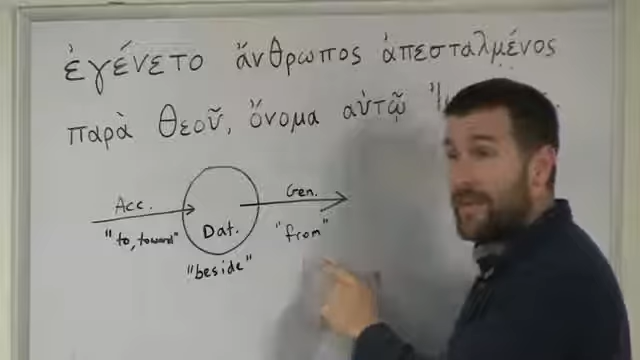 ἐγένετο ἄνθρωπος ἀπεσταλμένος
παρὰ θεοῦ, ὄνομα αὐτῷ
Acc.
"to, toward"
Dat.
"beside"
Gen.
"from"